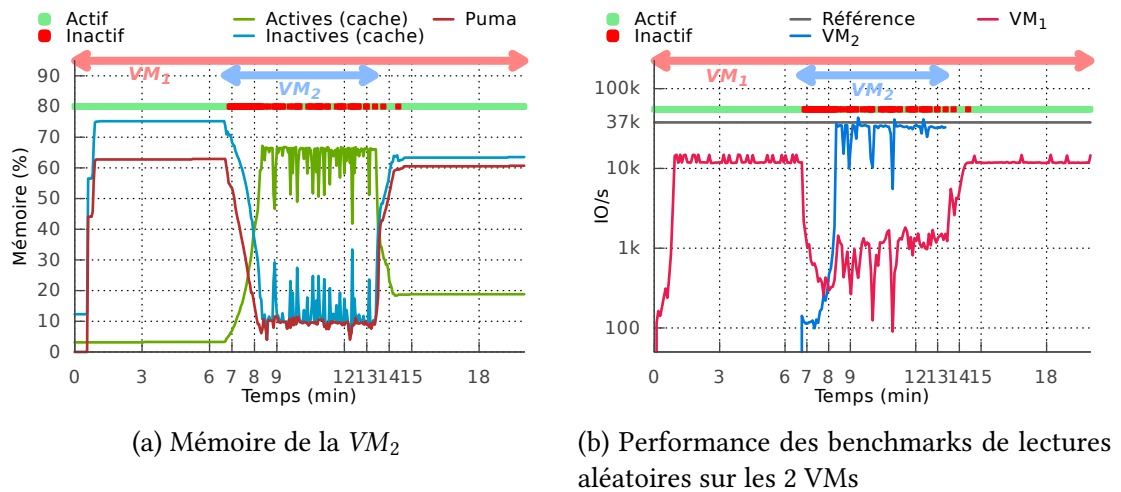 Actif
Inactif
Actives (cache)
Inactives (cache)
Puma
VM1
VM2
90
80
70
60
50
40
30
20
10
0
Mémoire (%)
0 3 6 7 8 9 12 13 14 15 18
Temps (min)
(a) Mémoire de la VM2
Actif
Inactif
Référence
VM2
VM1
VM1
VM2
100k
37k
10k
1k
100
IO/s
0 3 6 7 8 9 12 13 14 15 18
Temps (min)
(b) Performance des benchmarks de lectures
aléatoires sur les 2 VMs